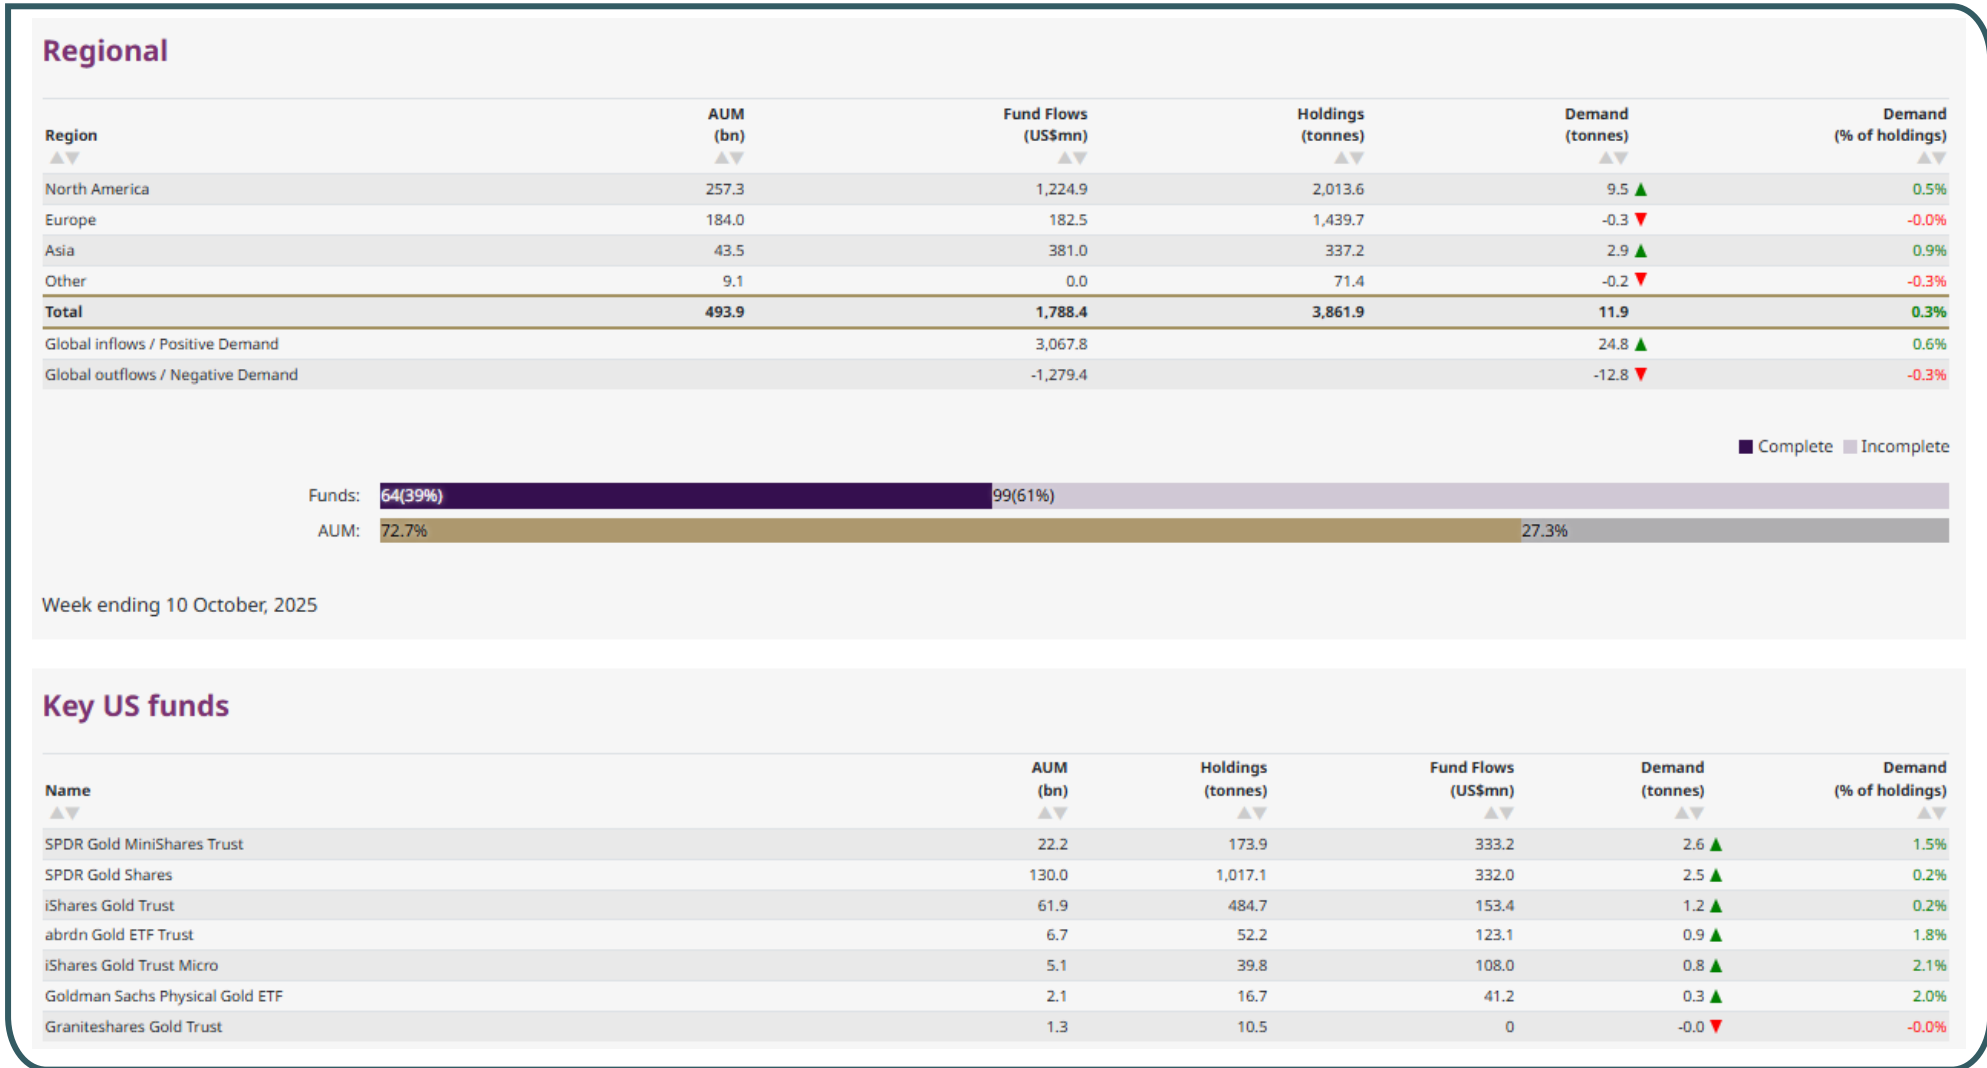 Regional
Region AUM (bn) Fund Flows (US$mn) Holdings (tonnes) Demand (tonnes) Demand (% of holdings)
North America 257.3 1,224.9 2,013.6 9.5 ▲ 0.5%
Europe 184.0 182.5 1,439.7 -0.3 ▼ -0.0%
Asia 43.5 381.0 337.2 2.9 ▲ 0.9%
Other 9.1 0.0 71.4 -0.2 ▼ -0.3%
Total 493.9 1,788.4 3,861.9 11.9 0.3%
Global inflows / Positive Demand 3,067.8 24.8 ▲ 0.6%
Global outflows / Negative Demand -1,279.4 -12.8 ▼ -0.3%
Complete Incomplete
Funds: 64(39%) 99(61%)
AUM: 72.7% 27.3%
Week ending 10 October, 2025
Key US funds
Name AUM (bn) Holdings (tonnes) Fund Flows (US$mn) Demand (tonnes) Demand (% of holdings)
SPDR Gold MiniShares Trust 22.2 173.9 333.2 2.6 ▲ 1.5%
SPDR Gold Shares 130.0 1,017.1 332.0 2.5 ▲ 0.2%
iShares Gold Trust 61.9 484.7 153.4 1.2 ▲ 0.2%
abrdn Gold ETF Trust 6.7 52.2 123.1 0.9 ▲ 1.8%
iShares Gold Trust Micro 5.1 39.8 108.0 0.8 ▲ 2.1%
Goldman Sachs Physical Gold ETF 2.1 16.7 41.2 0.3 ▲ 2.0%
Graniteshares Gold Trust 1.3 10.5 0 -0.0 ▼ -0.0%